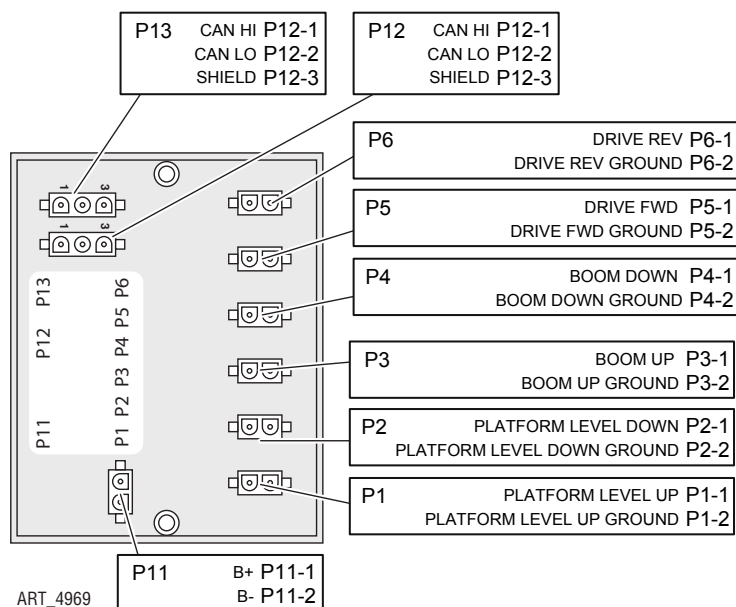 P13 CAN HI P12-1
CAN LO P12-2
SHIELD P12-3
P12 CAN HI P12-1
CAN LO P12-2
SHIELD P12-3
P6 DRIVE REV P6-1
DRIVE REV GROUND P6-2
P5 DRIVE FWD P5-1
DRIVE FWD GROUND P5-2
P4 BOOM DOWN P4-1
BOOM DOWN GROUND P4-2
P3 BOOM UP P3-1
BOOM UP GROUND P3-2
P2 PLATFORM LEVEL DOWN P2-1
PLATFORM LEVEL DOWN GROUND P2-2
P1 PLATFORM LEVEL UP P1-1
PLATFORM LEVEL UP GROUND P1-2
1 3
1 3
P11 P12 P13
P1 P2 P3 P4 P5 P6
P11 B+ P11-1
B- P11-2
ART_4969